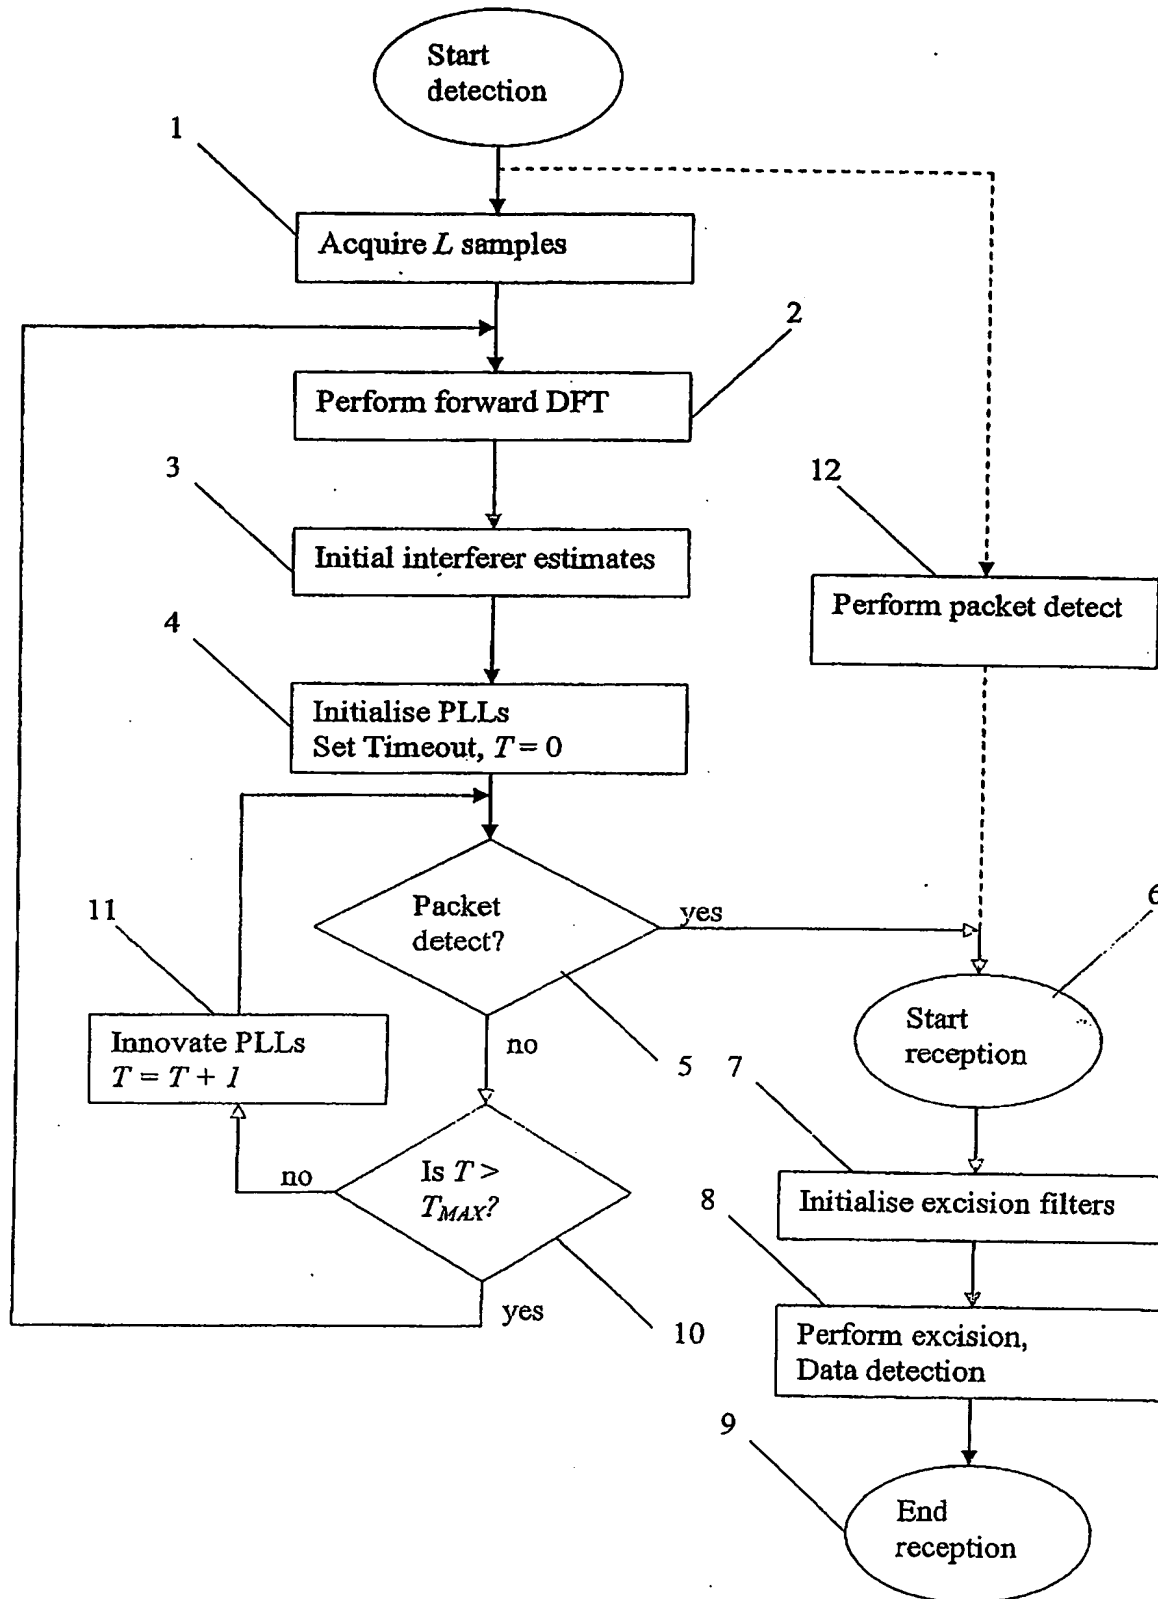 Start
detection
1
Acquire L samples
2
Perform forward DFT
3
12
Initial interferer estimates
Perform packet detect
4
Initialise PLLs
Set Timeout, T = 0
Packet
detect?
yes
6
11
Start
reception
Innovate PLLs
T = T + 1
no
5
7
Is T >
TMAX?
no
Initialise excision filters
8
yes
10
Perform excision,
Data detection
9
End
reception